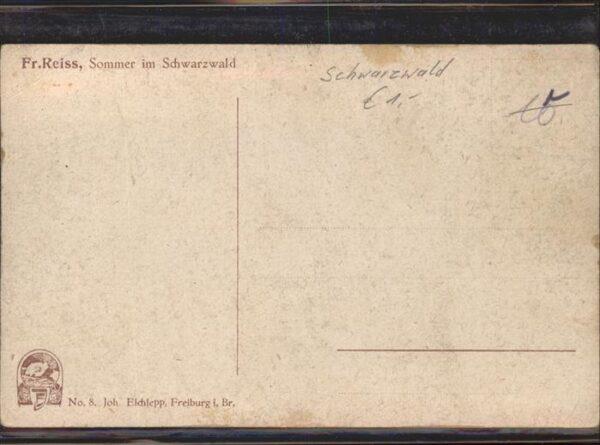 Fr.Reiss, Sommer im Schwarzwald
Schwarzwald
€ 1,-
No. 8. Joh. Elchlepp, Freiburg i. Br.